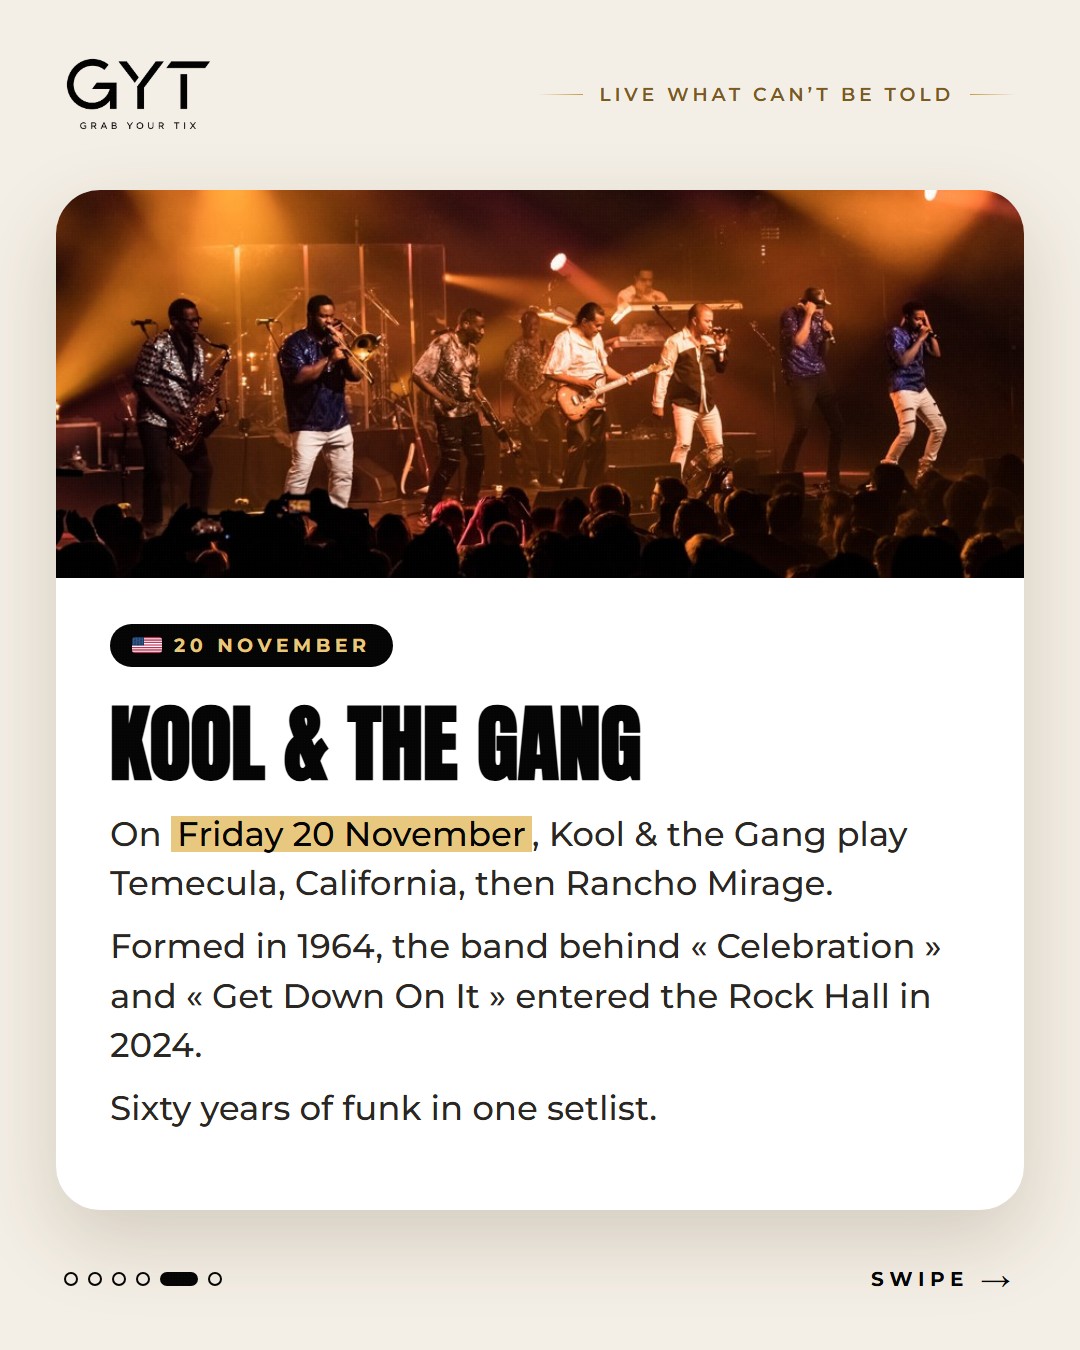 GYT
GRAB YOUR TIX
LIVE WHAT CAN’T BE TOLD
20 NOVEMBER
KOOL & THE GANG
On Friday 20 November, Kool & the Gang play
Temecula, California, then Rancho Mirage.
Formed in 1964, the band behind « Celebration »
and « Get Down On It » entered the Rock Hall in
2024.
Sixty years of funk in one setlist.
SWIPE →